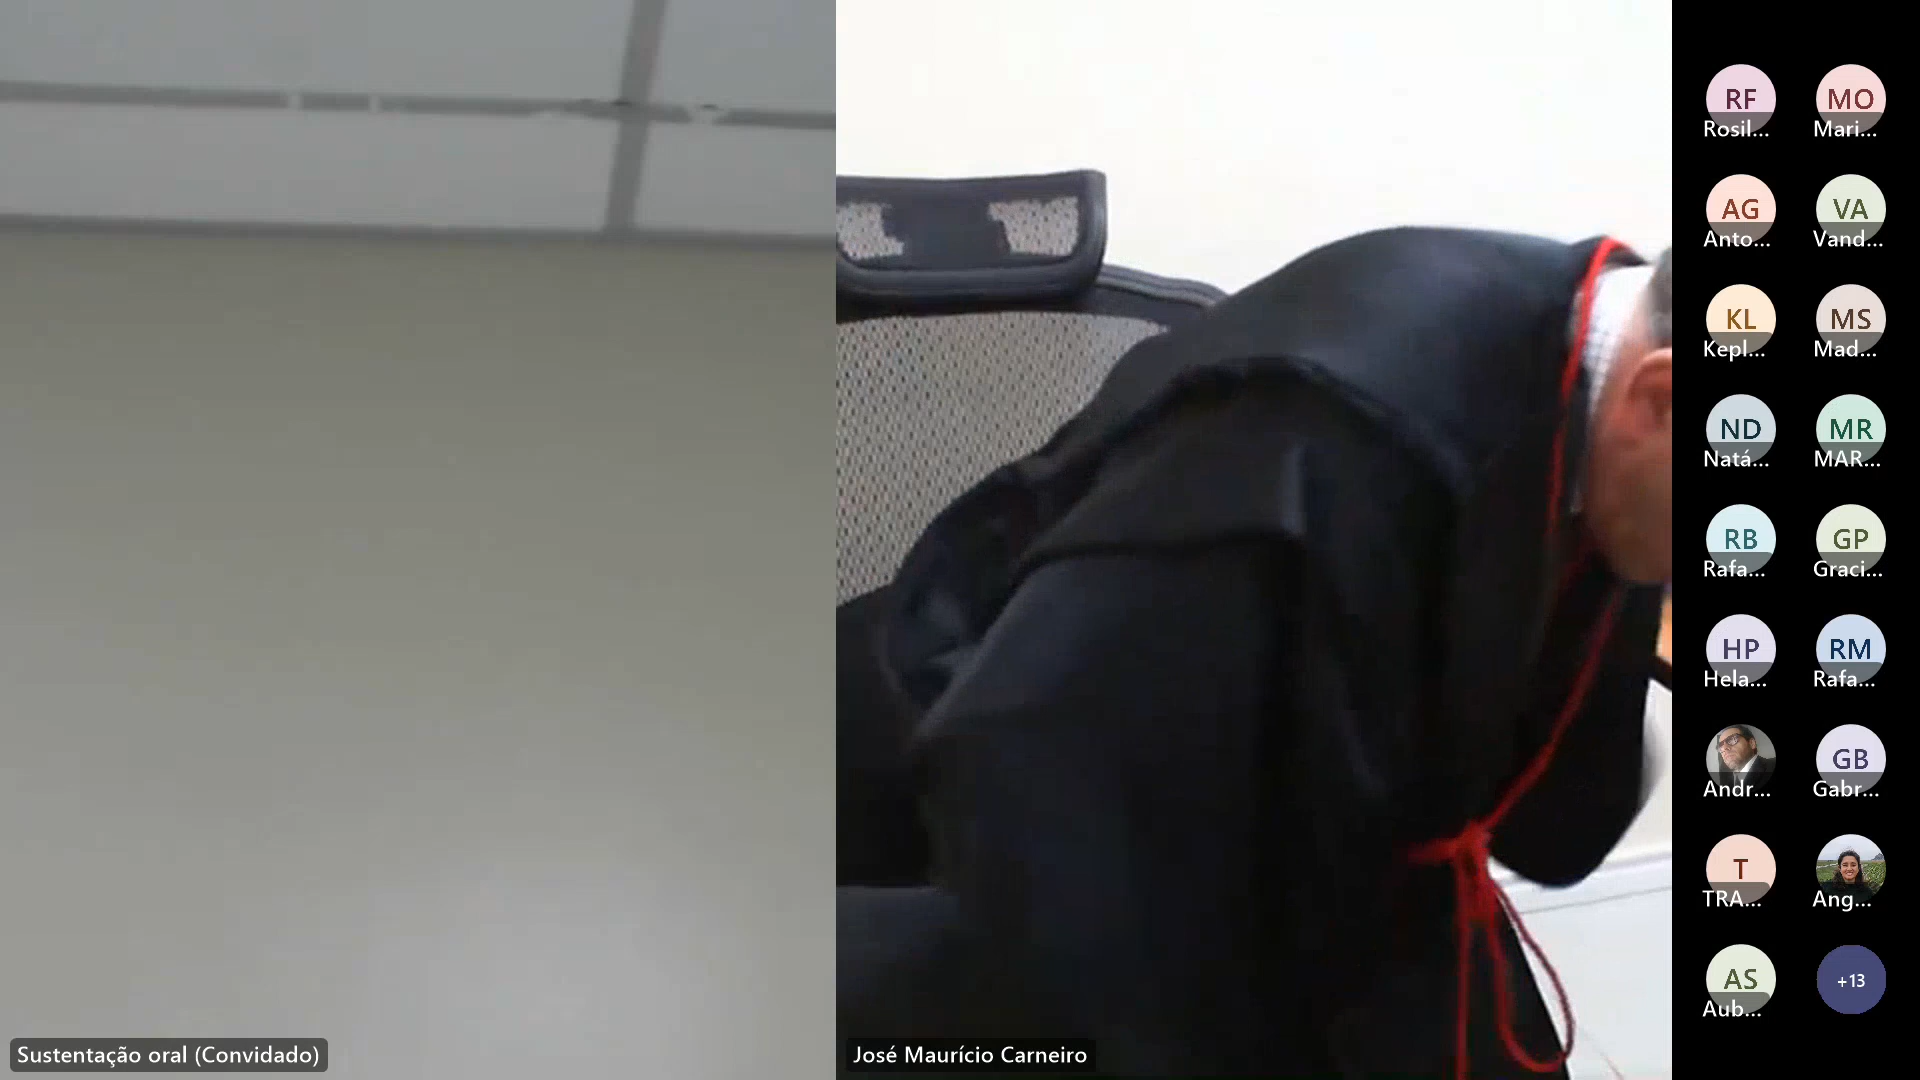 RF
Rosil...
MO
Mari...
AG
Anto...
VA
Vand...
KL
Kepl...
MS
Mad...
ND
Natá...
MR
MAR...
RB
Rafa...
GP
Graci...
HP
Hela...
RM
Rafa...
Andr...
GB
Gabr...
T
TRA...
Ang...
AS
Aub...
+13
Sustentação oral (Convidado)
José Maurício Carneiro